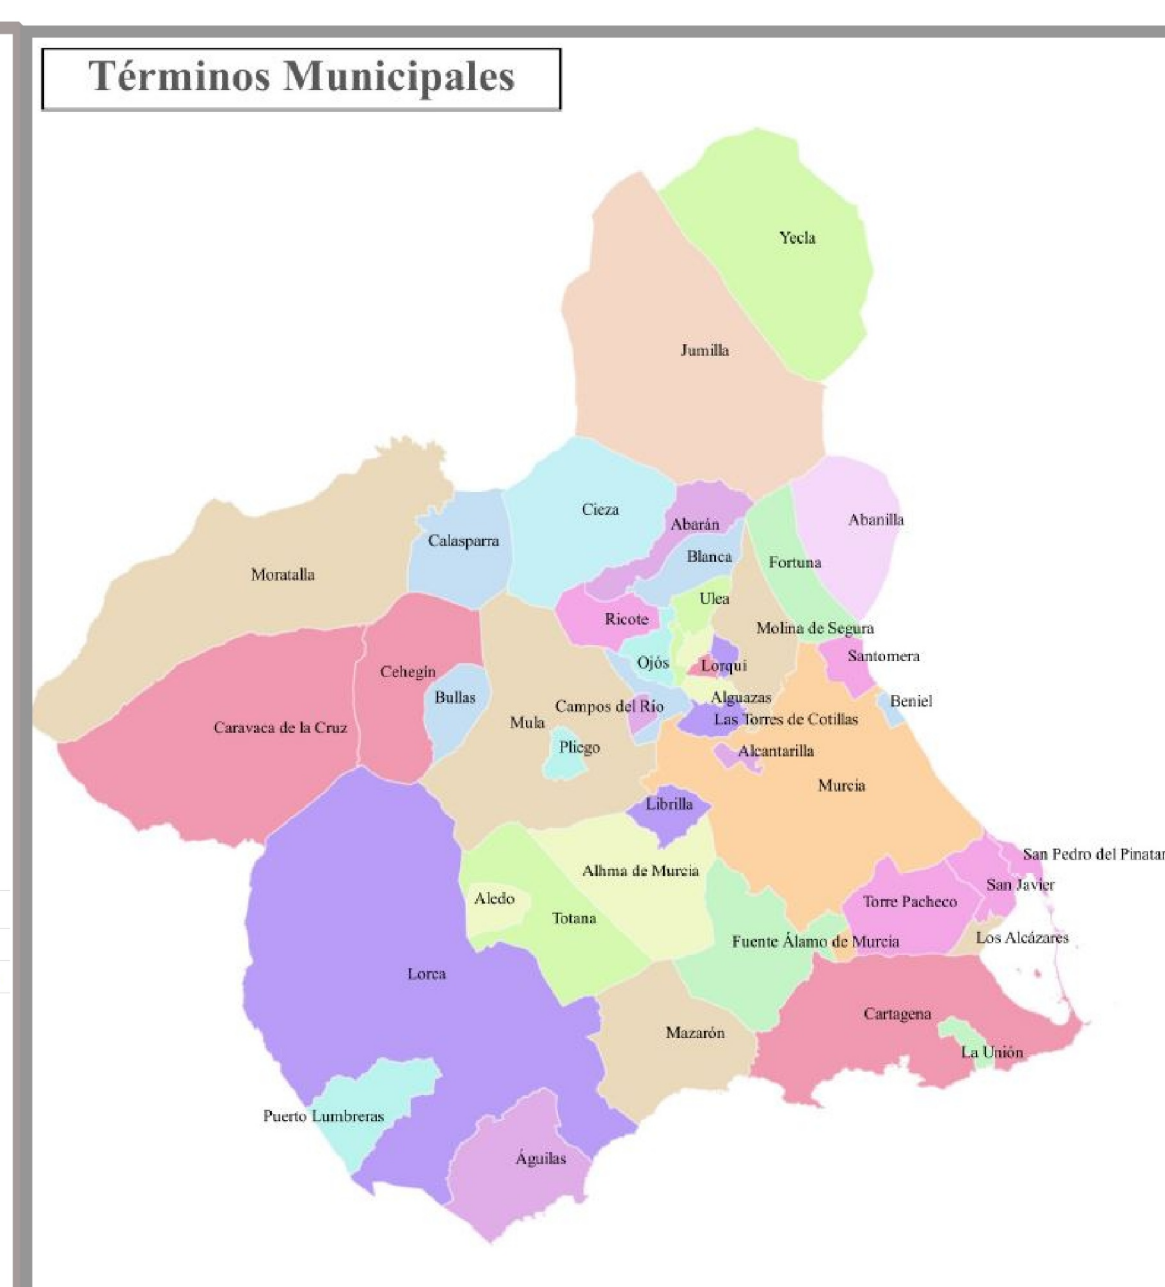 Términos Municipales
Yecla
Jumilla
Cieza
Abarán
Abanilla
Calasparra
Blanca
Fortuna
Moratalla
Ulea
Ricote
Molina de Segura
Santomera
Ojós
Lorqui
Cehegín
Bullas
Alguazas
Beniel
Campos del Río
Mula
Las Torres de Cotillas
Caravaca de la Cruz
Pliego
Alcantarilla
Murcia
Librilla
San Pedro del Pinatar
Alhma de Murcia
San Javier
Aledo
Torre Pacheco
Totana
Fuente Álamo de Murcia
Los Alcázares
Lorca
Cartagena
Mazarón
La Unión
Puerto Lumbreras
Águilas